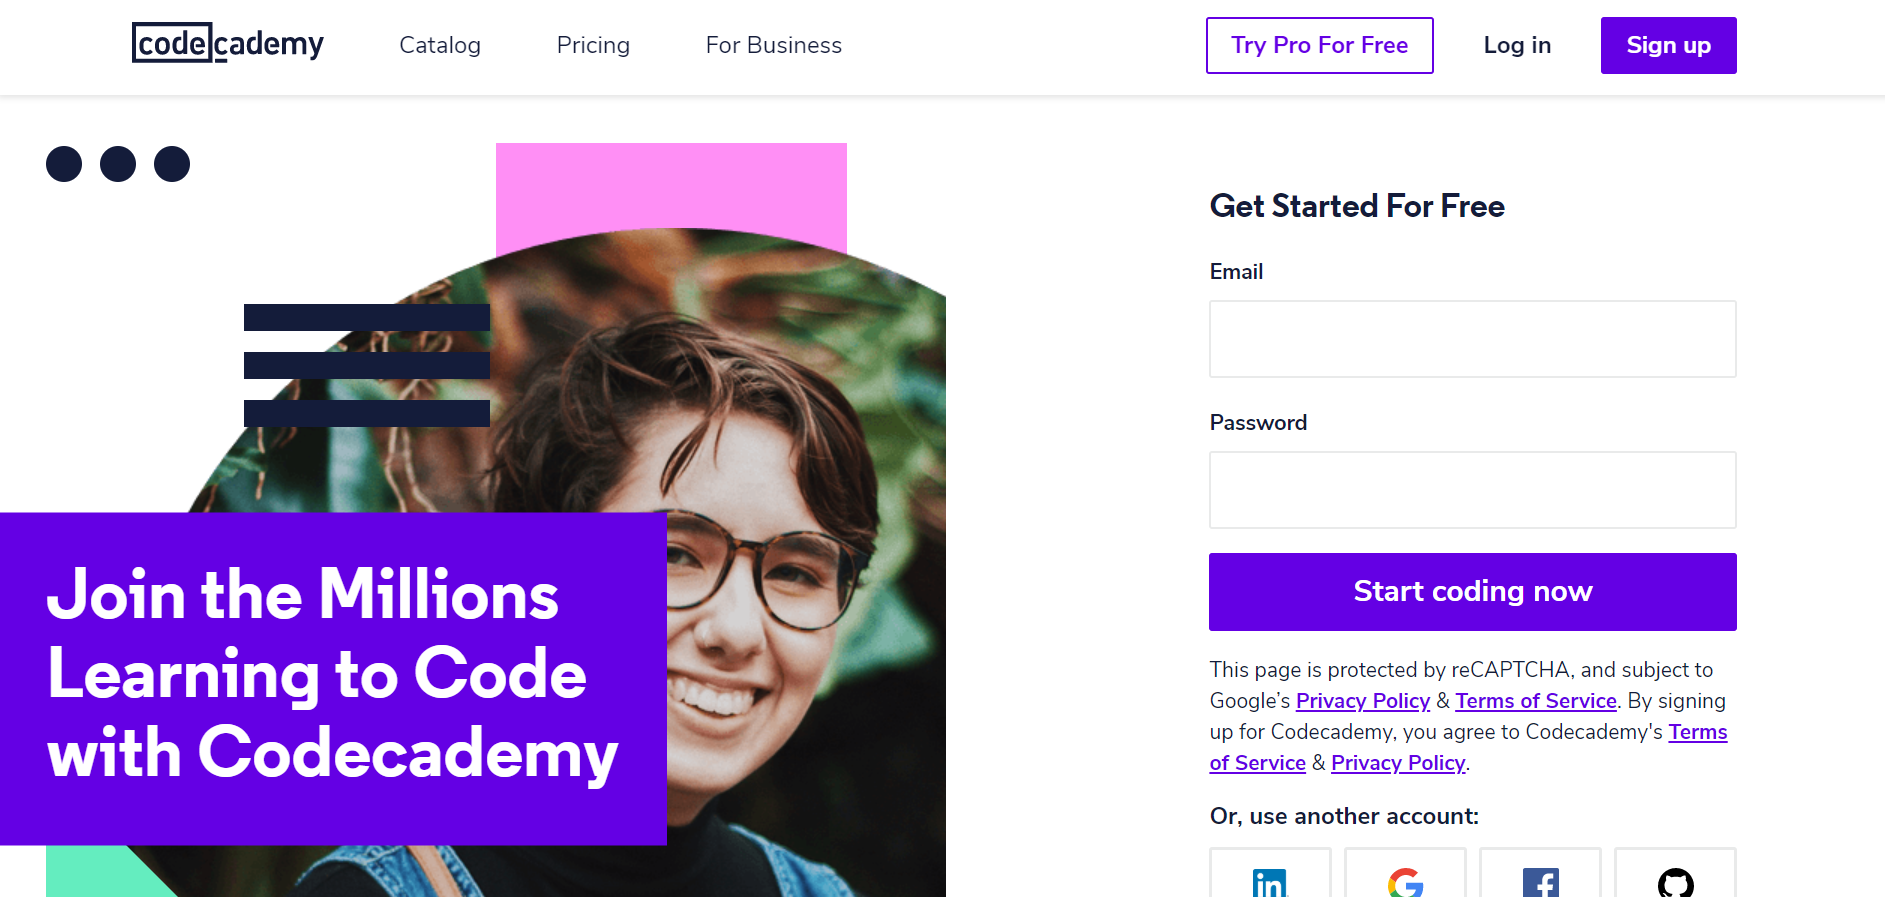 codecademy
Catalog
Pricing
For Business
Try Pro For Free
Log in
Sign up
Join the Millions
Learning to Code
with Codecademy
Get Started For Free
Email
Password
Start coding now
This page is protected by reCAPTCHA, and subject to
Google’s Privacy Policy & Terms of Service. By signing
up for Codecademy, you agree to Codecademy's Terms
of Service & Privacy Policy.
Or, use another account:
in